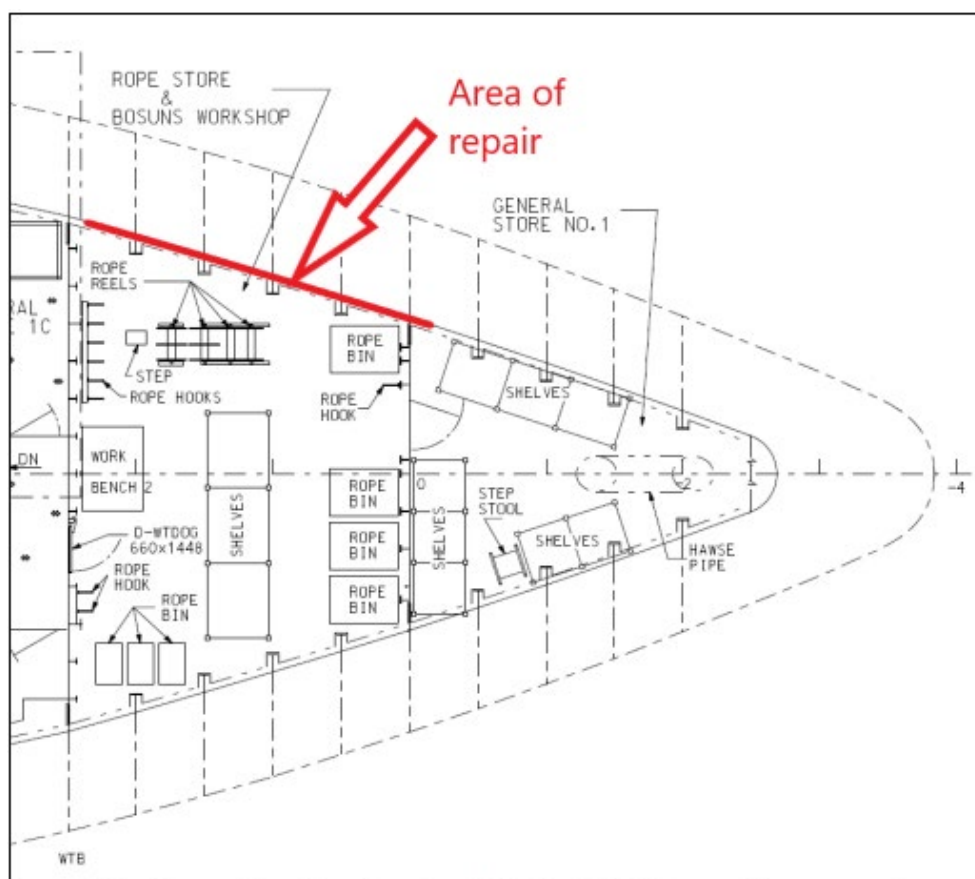 ROPE STORE
&
BOSUNS WORKSHOP
Area of
repair
GENERAL
STORE NO.1
ROPE
REELS
1C
STEP
ROPE HOOKS
ROPE
BIN
ROPE
HOOK
SHELVES
DN
WORK
BENCH 2
SHELVES
ROPE
BIN
0
SHELVES
STEP
STOOL
-2
-4
D-WTDOG
660x1448
ROPE
BIN
SHELVES
HAWSE
PIPE
ROPE
HOOK
ROPE
BIN
ROPE
BIN
WTB